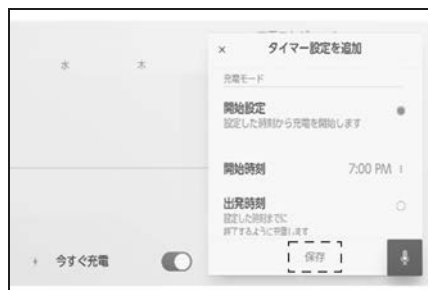 水
木
×
タイマー設定を追加
充電モード
開始設定
設定した時刻から充電を開始します
開始時刻
7:00 PM
出発時刻
設定した時刻までに
終了するように充電します
今すぐ充電
保存